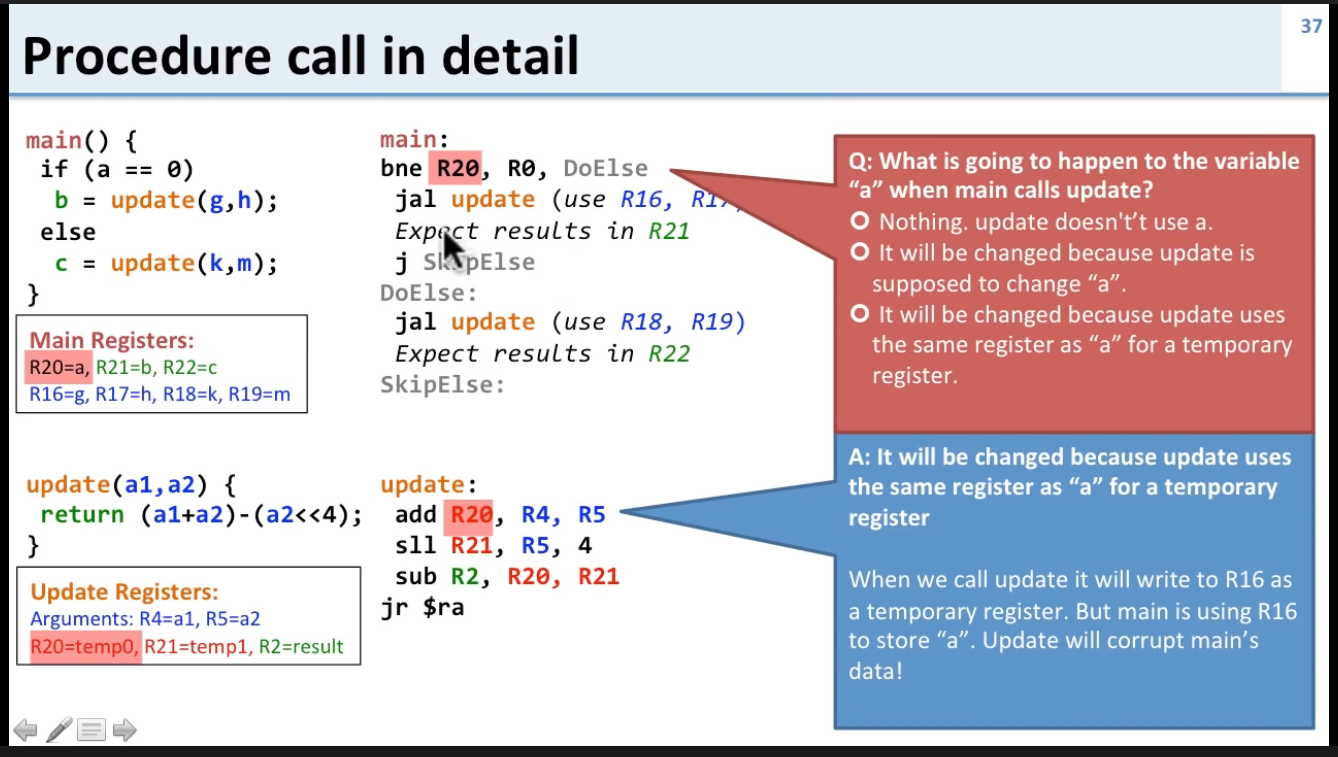 37
Procedure call in detail
main() {
if (a == 0)
b = update(g,h);
else
c = update(k,m);
}
Main Registers:
R20=a, R21=b, R22=c
R16=g, R17=h, R18=k, R19=m
main:
bne R20, R0, DoElse
jal update (use R16, R17)
Expect results in R21
j SkipElse
DoElse:
jal update (use R18, R19)
Expect results in R22
SkipElse:
Q: What is going to happen to the variable
“a” when main calls update?
Nothing. update doesn't’t use a.
It will be changed because update is
supposed to change “a”.
It will be changed because update uses
the same register as “a” for a temporary
register.
update(a1,a2) {
return (a1+a2)-(a2<<4);
}
Update Registers:
Arguments: R4=a1, R5=a2
R20=temp0, R21=temp1, R2=result
update:
add R20, R4, R5
sll R21, R5, 4
sub R2, R20, R21
jr $ra
A: It will be changed because update uses
the same register as “a” for a temporary
register
When we call update it will write to R16 as
a temporary register. But main is using R16
to store “a”. Update will corrupt main’s
data!